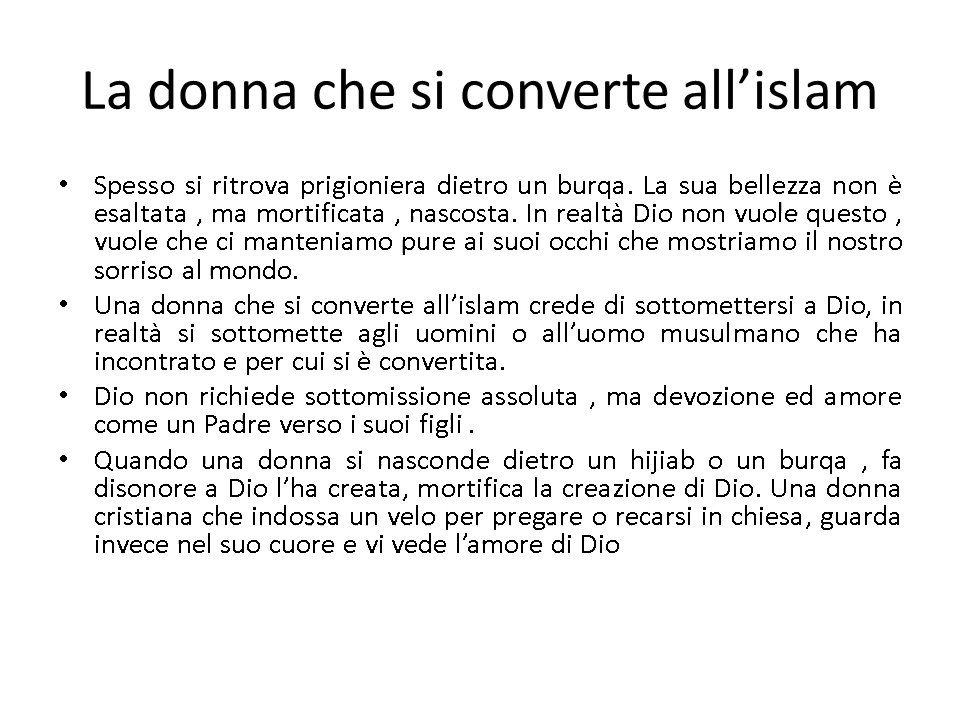 La donna che si converte all’islam
• Spesso si ritrova prigioniera dietro un burqa. La sua bellezza non è
esaltata , ma mortificata , nascosta. In realtà Dio non vuole questo ,
vuole che ci manteniamo pure ai suoi occhi che mostriamo il nostro
sorriso al mondo.
• Una donna che si converte all’islam crede di sottomettersi a Dio, in
realtà si sottomette agli uomini o all’uomo musulmano che ha
incontrato e per cui si è convertita.
• Dio non richiede sottomissione assoluta , ma devozione ed amore
come un Padre verso i suoi figli .
• Quando una donna si nasconde dietro un hijiab o un burqa , fa
disonore a Dio l’ha creata, mortifica la creazione di Dio. Una donna
cristiana che indossa un velo per pregare o recarsi in chiesa, guarda
invece nel suo cuore e vi vede l’amore di Dio